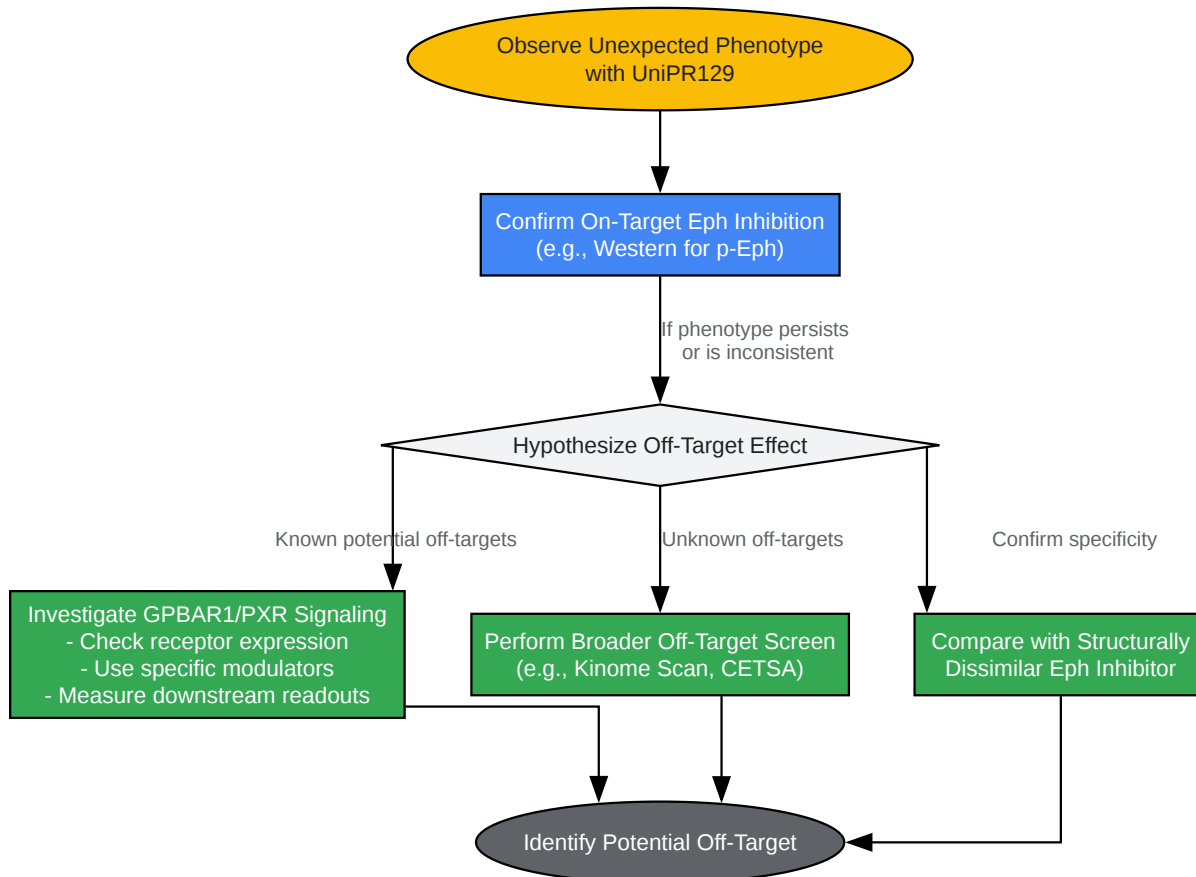 Observe Unexpected Phenotype
with UniPR129
Confirm On-Target Eph Inhibition
(e.g., Western for p-Eph)
If phenotype persists
or is inconsistent
Hypothesize Off-Target Effect
Known potential off-targets
Unknown off-targets
Confirm specificity
Investigate GPBAR1/PXR Signaling
- Check receptor expression
- Use specific modulators
- Measure downstream readouts
Perform Broader Off-Target Screen
(e.g., Kinome Scan, CETSA)
Compare with Structurally
Dissimilar Eph Inhibitor
Identify Potential Off-Target